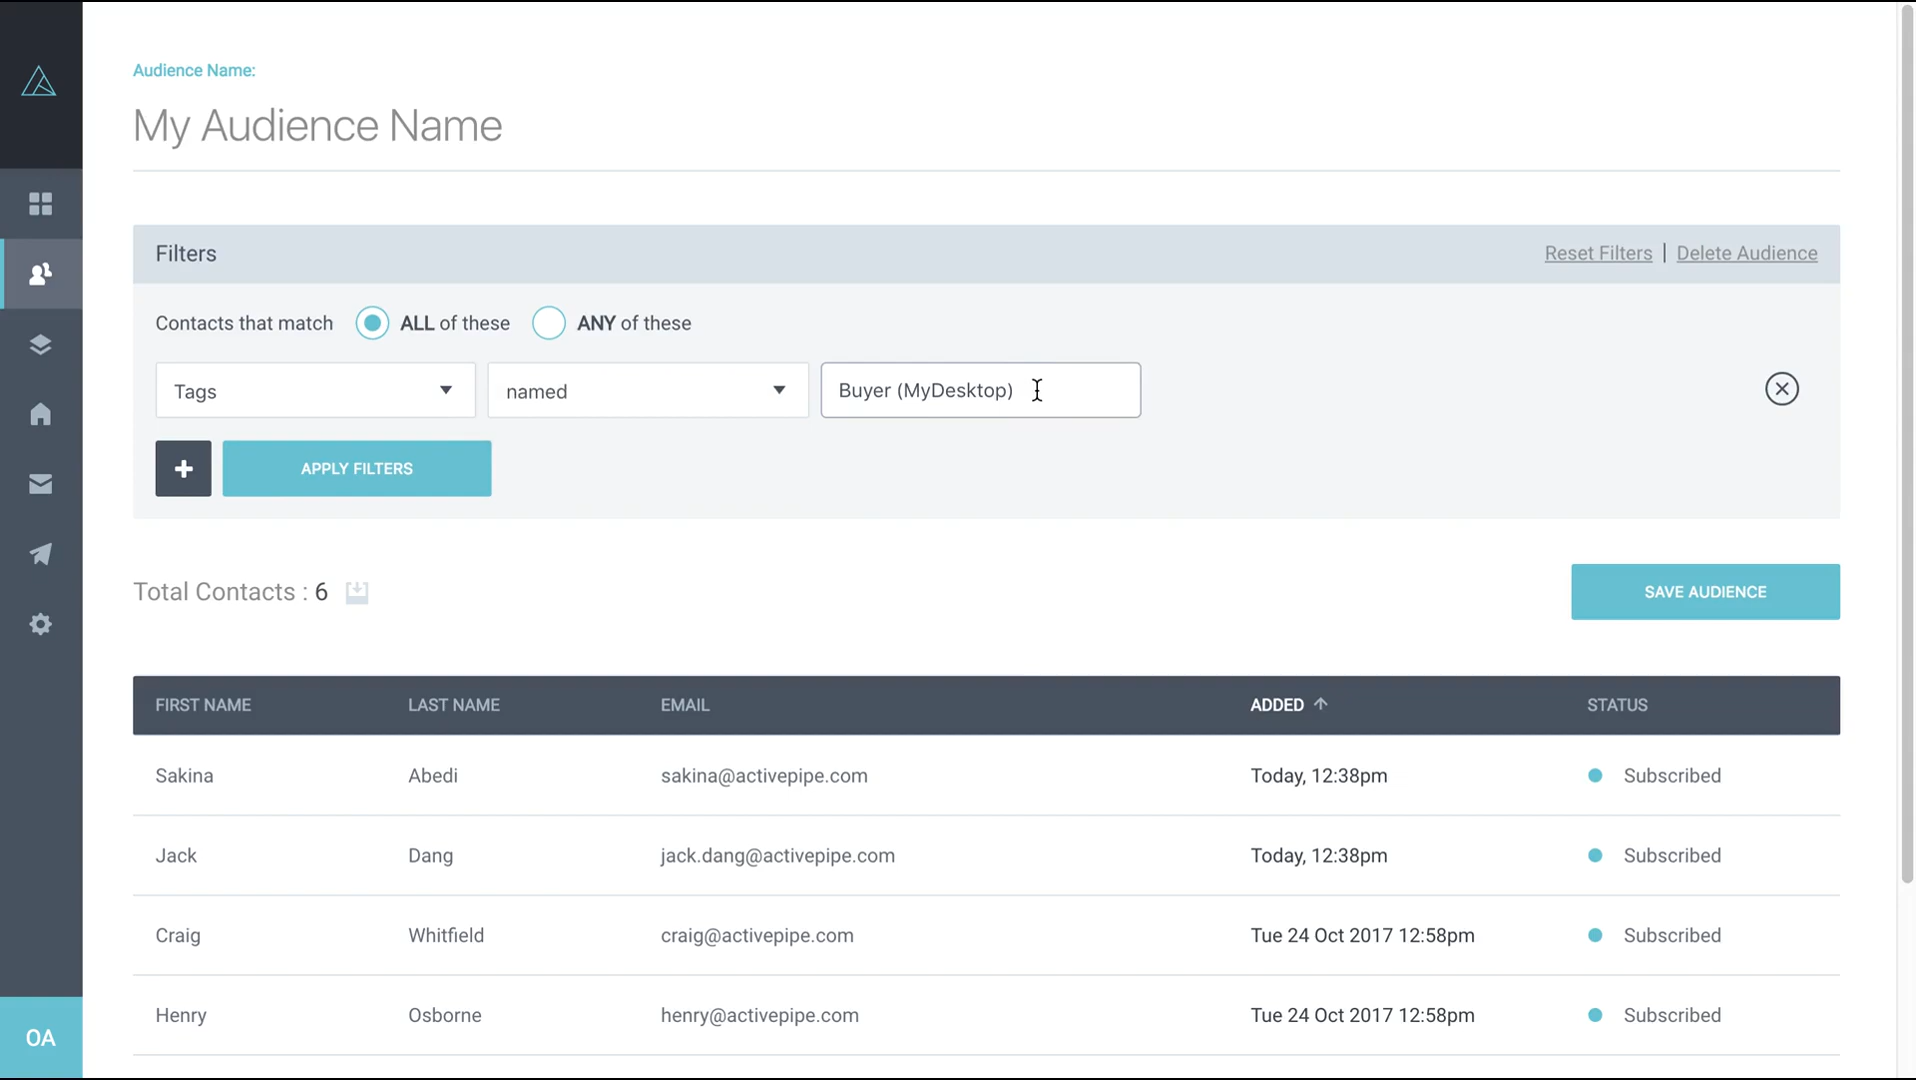 Audience Name:
My Audience Name
Filters
Reset Filters | Delete Audience
Contacts that match ALL of these ANY of these
Tags named Buyer (MyDesktop)
+ APPLY FILTERS
Total Contacts : 6
SAVE AUDIENCE
FIRST NAME LAST NAME EMAIL ADDED ↑ STATUS
Sakina Abedi sakina@activepipe.com Today, 12:38pm Subscribed
Jack Dang jack.dang@activepipe.com Today, 12:38pm Subscribed
Craig Whitfield craig@activepipe.com Tue 24 Oct 2017 12:58pm Subscribed
Henry Osborne henry@activepipe.com Tue 24 Oct 2017 12:58pm Subscribed
OA